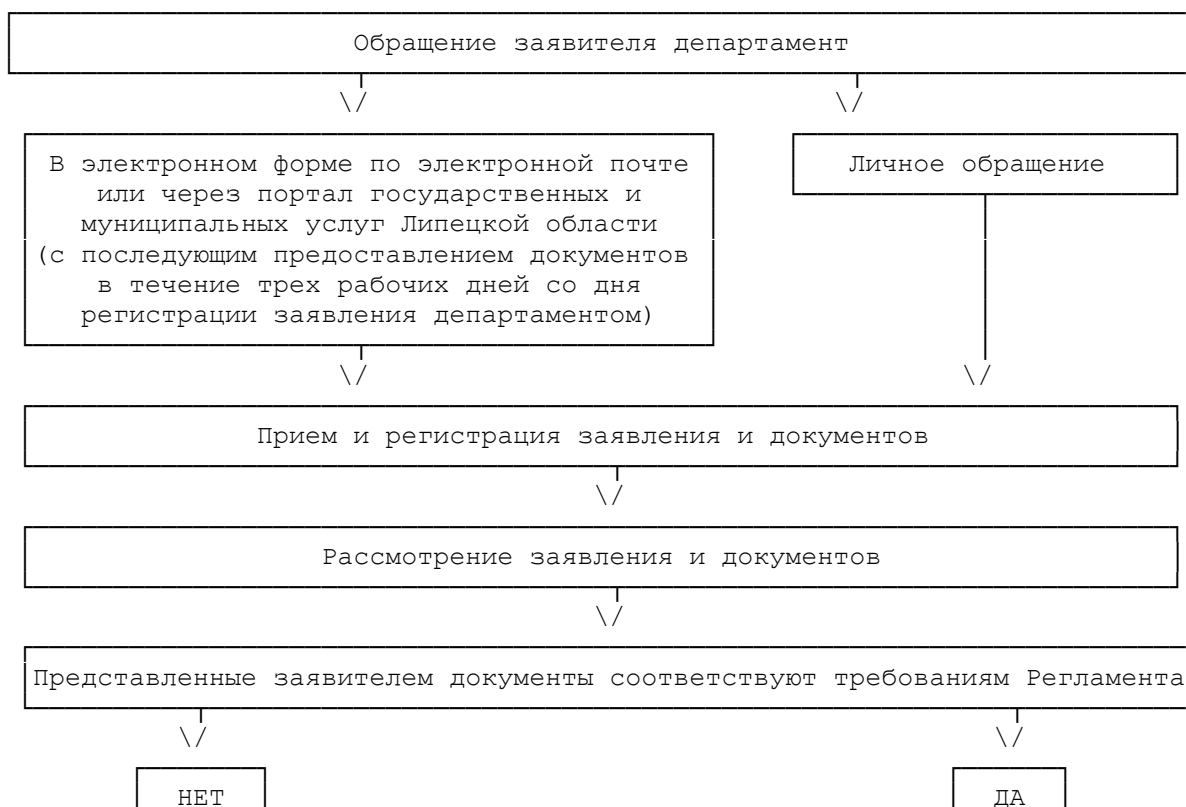 Обращение заявителя департамент
В электронном форме по электронной почте
или через портал государственных и
муниципальных услуг Липецкой области
(с последующим предоставлением документов
в течение трех рабочих дней со дня
регистрации заявления департаментом)
Личное обращение
Прием и регистрация заявления и документов
Рассмотрение заявления и документов
Представленные заявителем документы соответствуют требованиям Регламента
НЕТ
ДА